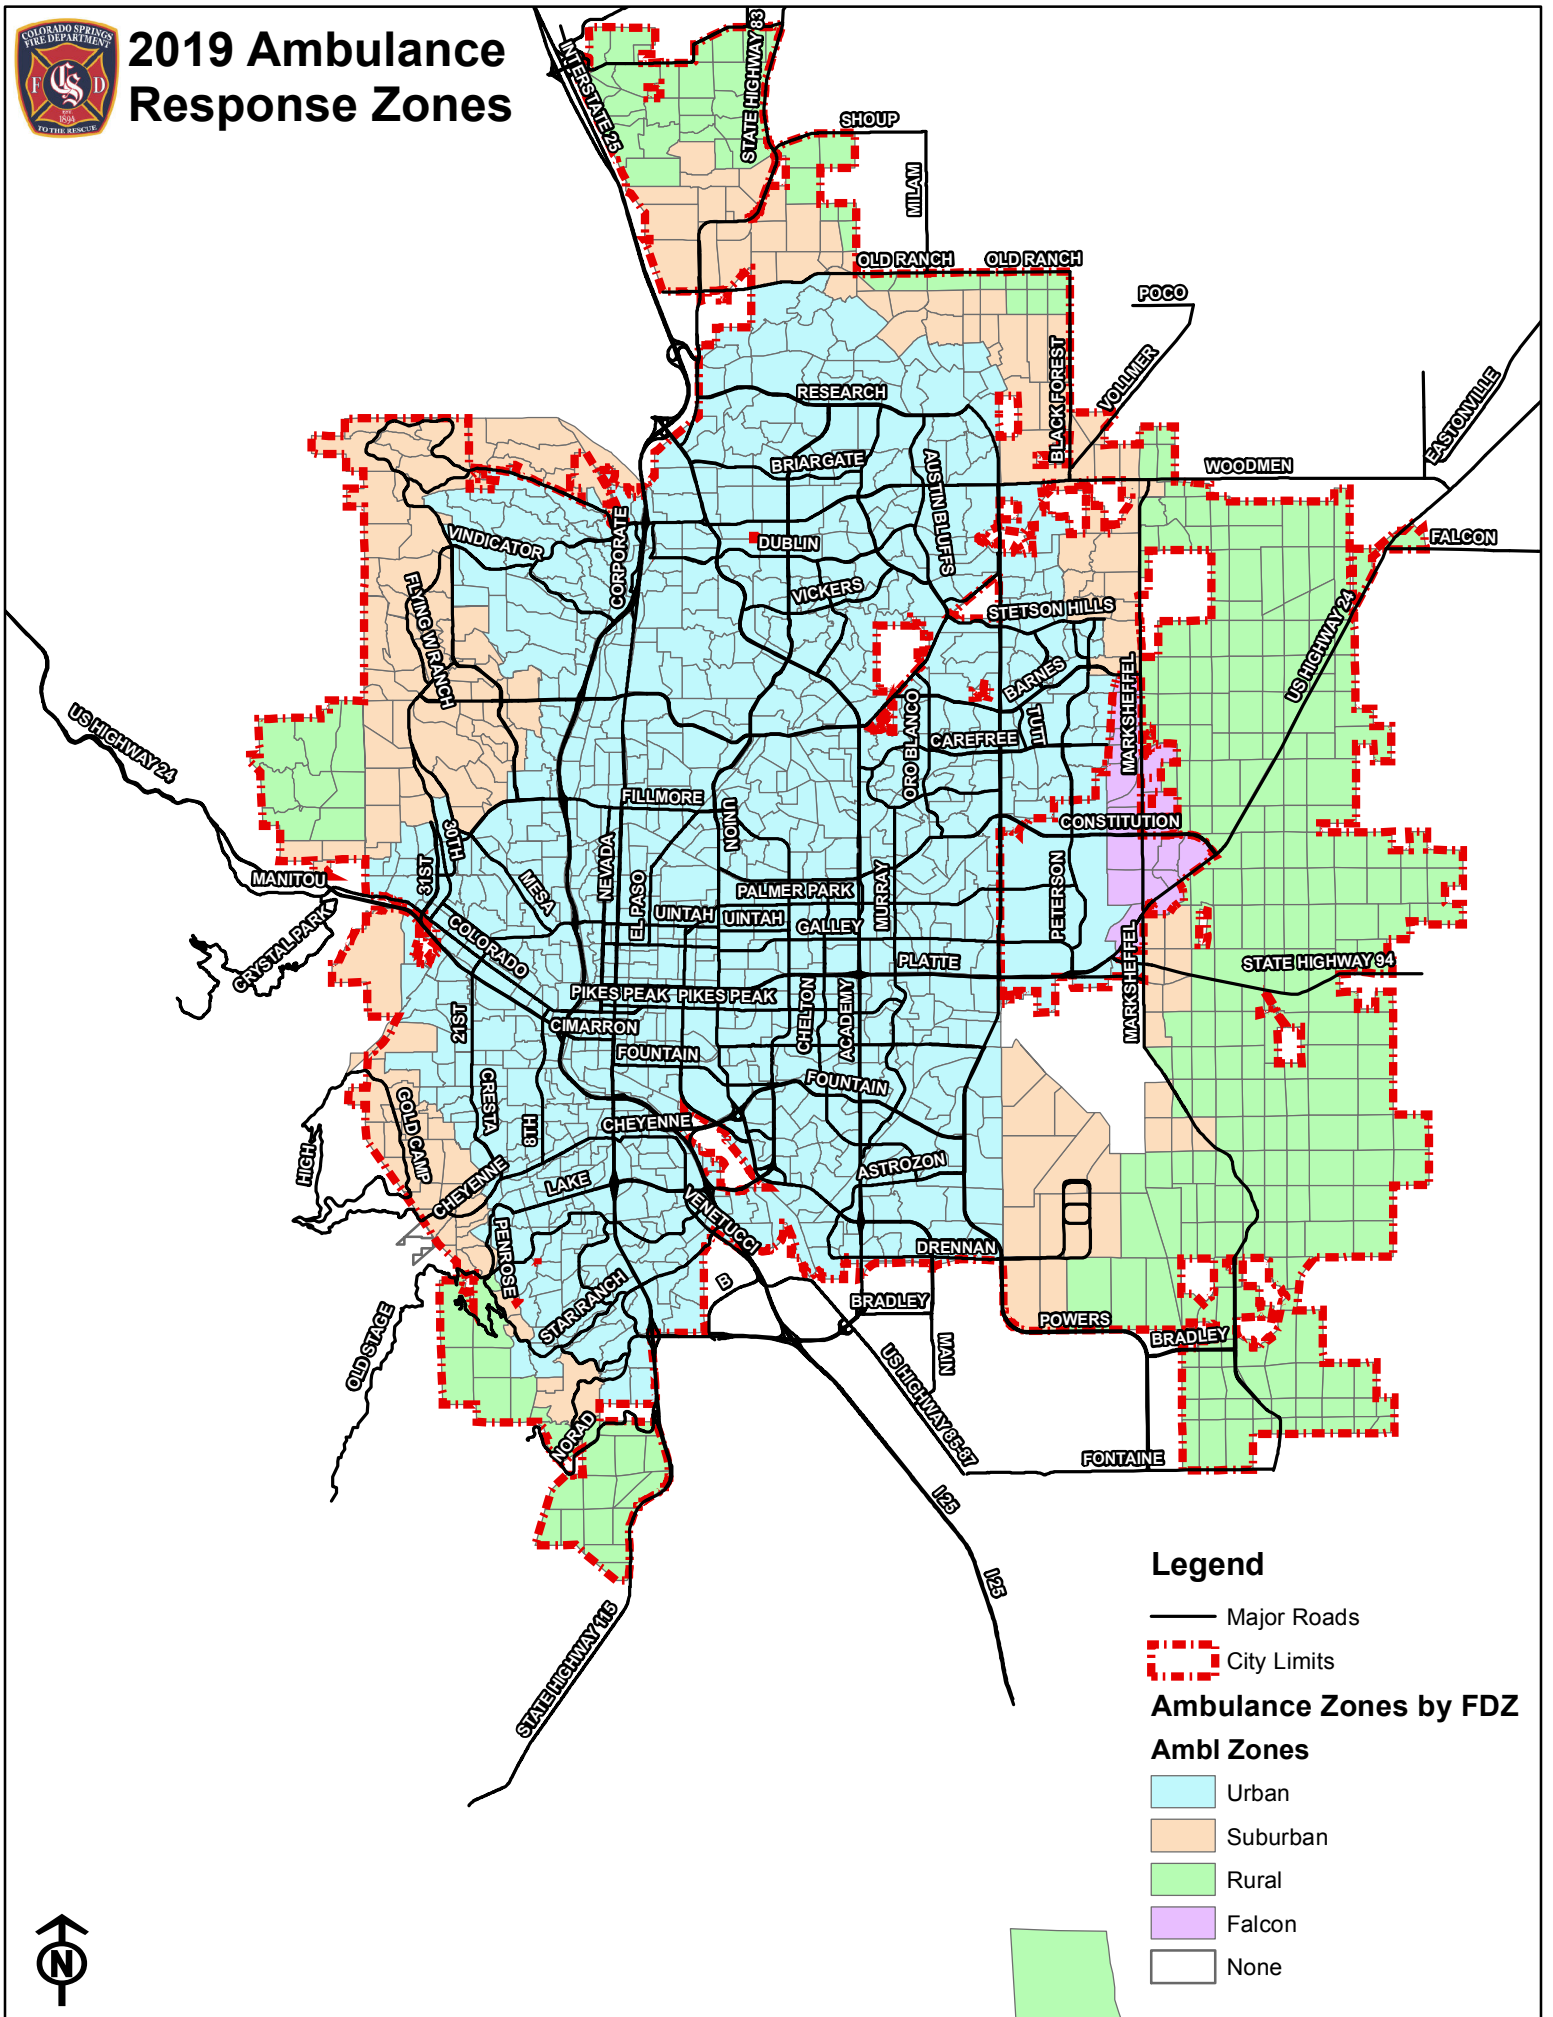 COLORADO SPRINGS
FIRE DEPARTMENT
F D
CS
EST
1894
TO THE RESCUE
2019 Ambulance
Response Zones
INTERSTATE 25
STATE HIGHWAY 83
SHOUP
MILAM
OLD RANCH
OLD RANCH
POCO
VOLLMER
BLACK FOREST
EASTONVILLE
RESEARCH
BRIARGATE
AUSTIN BLUFFS
WOODMEN
CORPORATE
VINDICATOR
DUBLIN
FALCON
VICKERS
STETSON HILLS
FLYING W RANCH
US HIGHWAY 24
BARNES
MARKSHEFFEL
ORO BLANCO
TUTT
US HIGHWAY 24
CAREFREE
FILLMORE
UNION
CONSTITUTION
30TH
31ST
NEVADA
MANITOU
MESA
EL PASO
PALMER PARK
MURRAY
PETERSON
UINTAH
UINTAH
GALLEY
CRYSTAL PARK
COLORADO
MARKSHEFFEL
PLATTE
STATE HIGHWAY 94
PIKES PEAK
PIKES PEAK
21ST
CIMARRON
CHELTON
ACADEMY
FOUNTAIN
FOUNTAIN
CRESTA
GOLD CAMP
8TH
CHEYENNE
HIGH
ASTROZON
CHEYENNE
LAKE
VENETUCCI
PENROSE
DRENNAN
B
STAR RANCH
BRADLEY
POWERS
BRADLEY
OLD STAGE
MAIN
US HIGHWAY 85-87
NORAD
FONTAINE
I 25
I 25
STATE HIGHWAY 115
Legend
Major Roads
City Limits
Ambulance Zones by FDZ
Ambl Zones
Urban
Suburban
Rural
Falcon
None
N